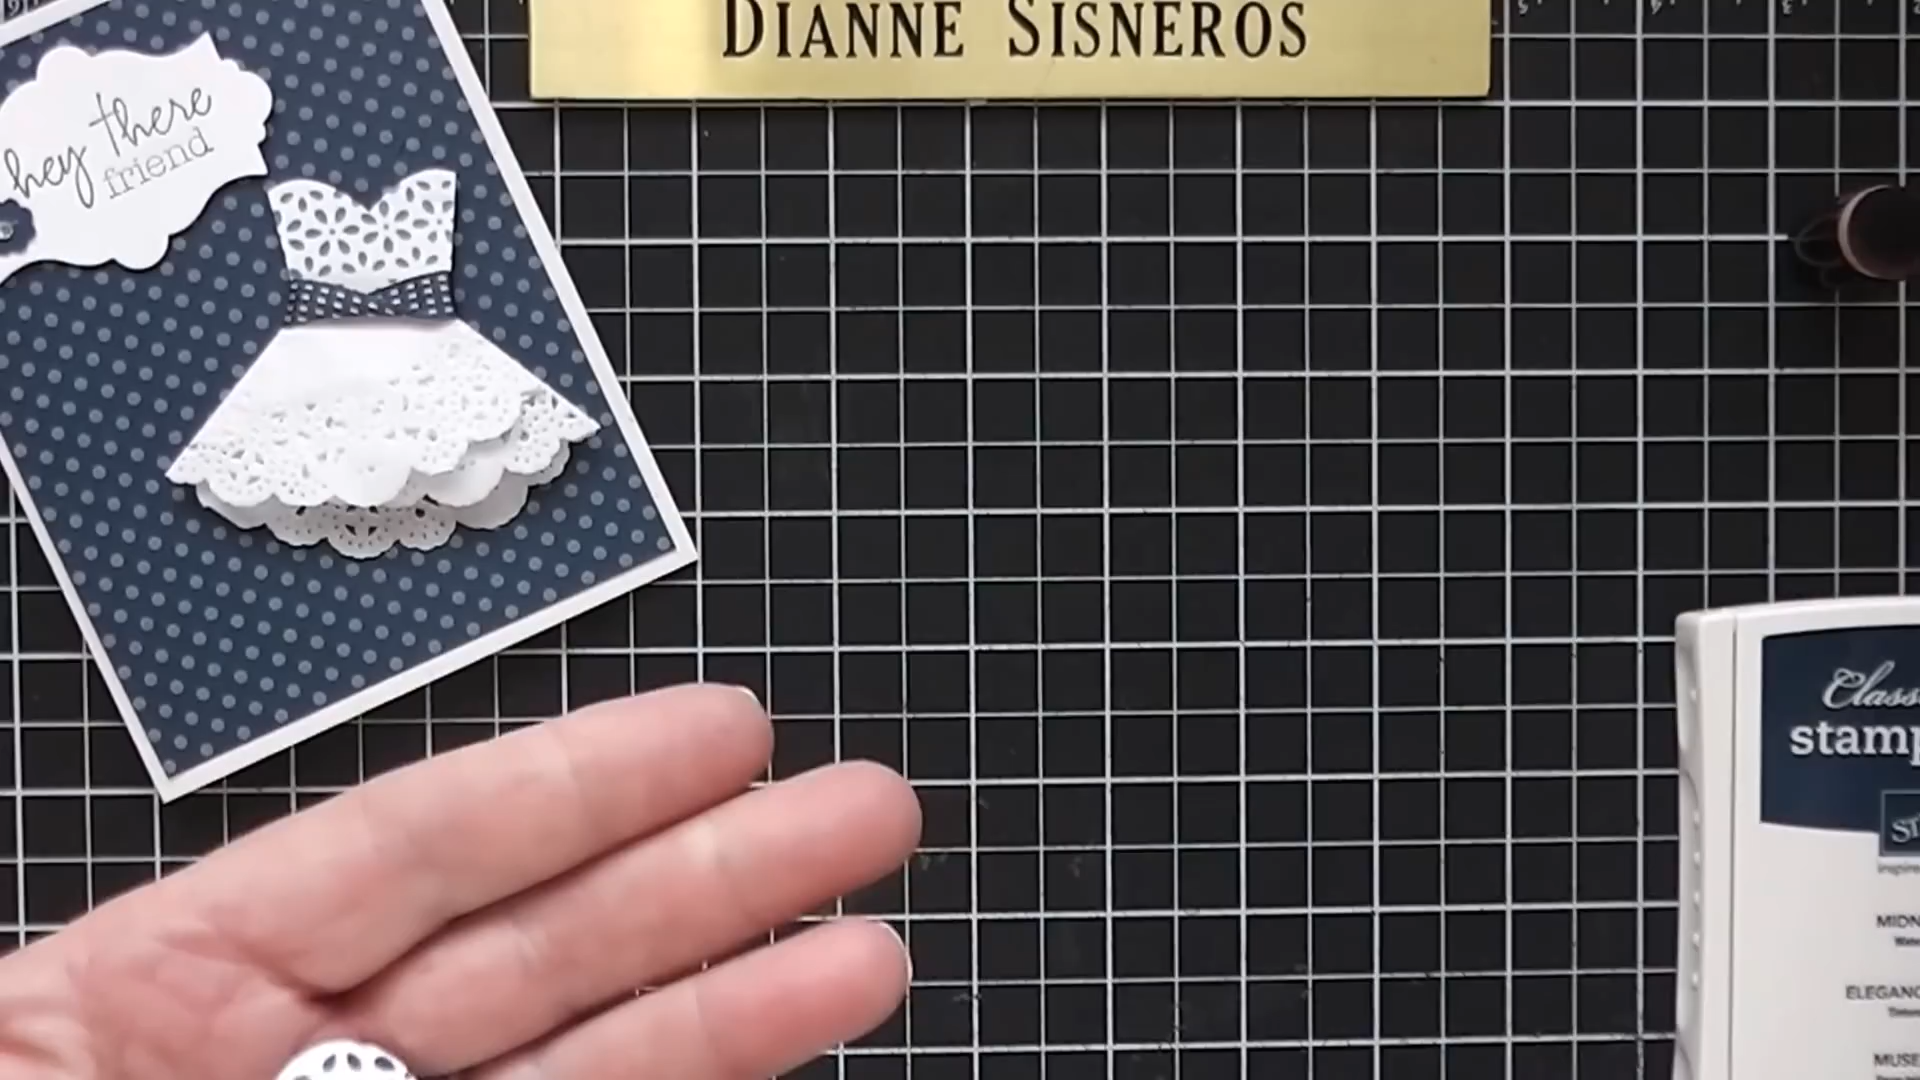 DIANNE SISNEROS
hey there
friend
Class
stamp
MIDN
ELEGANC
MUSE